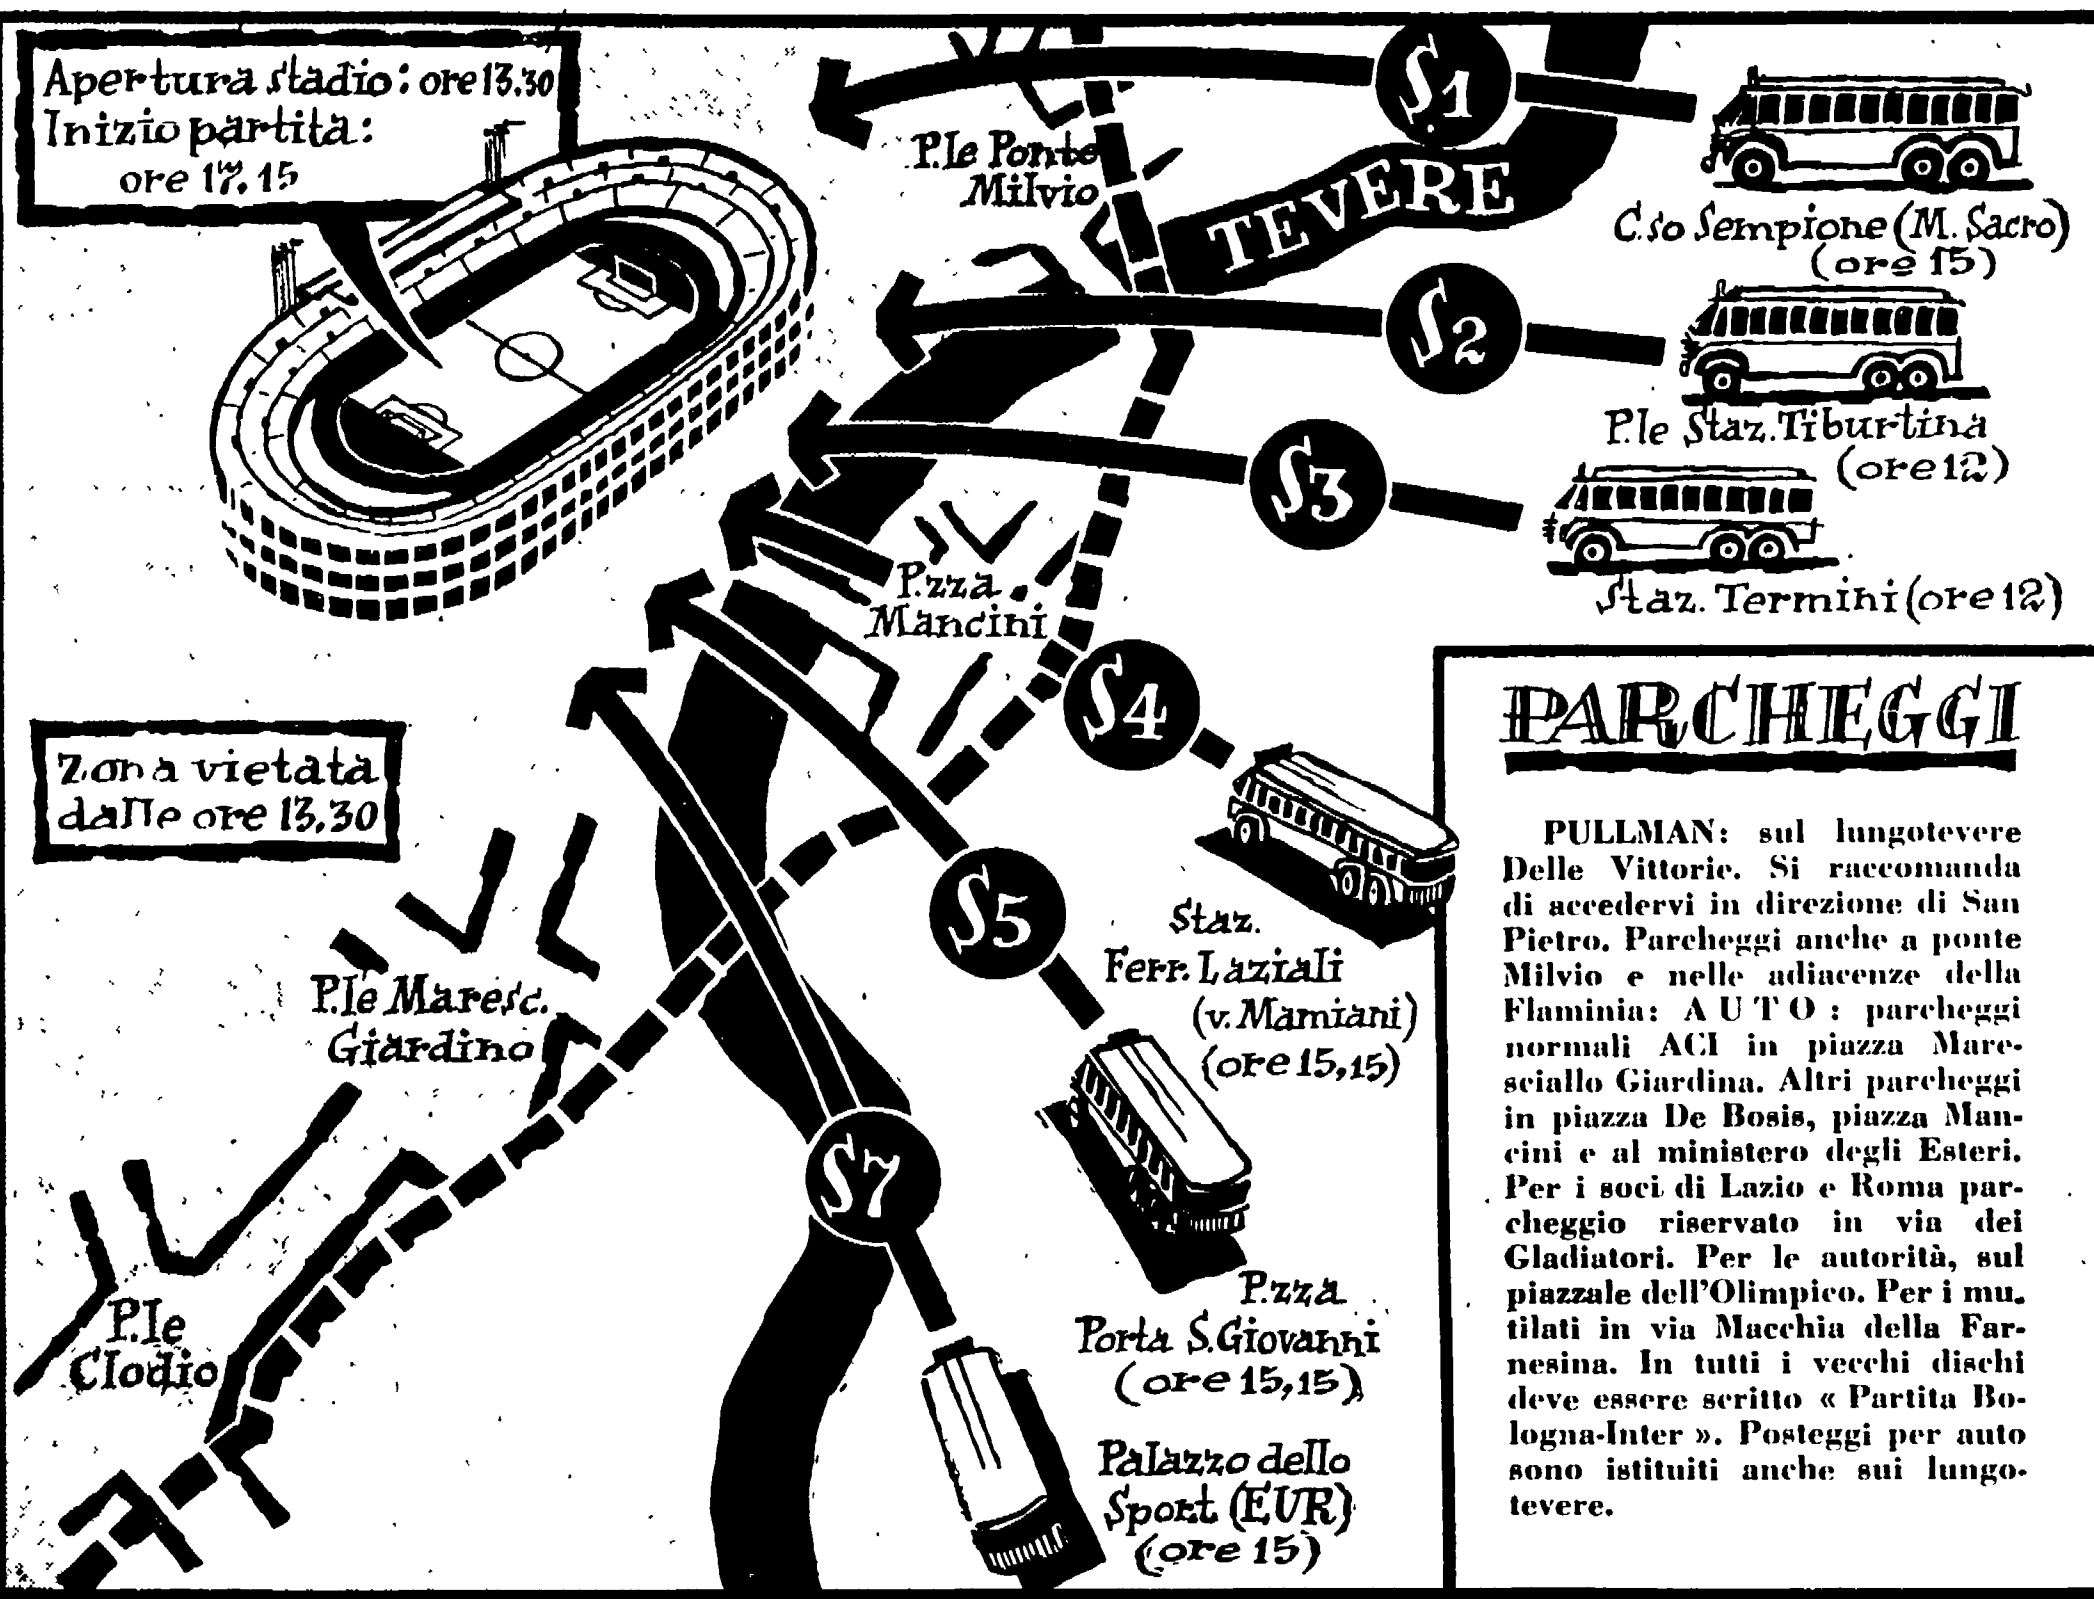 Apertura stadio: ore 13.30
Inizio partita:
ore 17.15
P.le Ponte
Milvio
TEVERE
S1
C.so Sempione (M. Sacro)
(ore 15)
S2
P.le Staz. Tiburtina
(ore 12)
S3
Staz. Termini (ore 12)
P.zza
Mancini
S4
Staz.
Ferr. Laziali
(v. Mamiani)
(ore 15,15)
Zona vietata
dalle ore 13.30
S5
P.zza
Porta S. Giovanni
(ore 15,15)
P.le Maresc.
Giardino
S7
Palazzo dello
Sport (EUR)
(ore 15)
P.le
Clodio
PARCHEGGI
PULLMAN: sul lungotevere
Delle Vittorie. Si raccomanda
di accedervi in direzione di San
Pietro. Parcheggi anche a ponte
Milvio e nelle adiacenze della
Flaminia: AUTO: parcheggi
normali ACI in piazza Mare-
sciallo Giardina. Altri parcheggi
in piazza De Bosis, piazza Man-
cini e al ministero degli Esteri.
Per i soci di Lazio e Roma par-
cheggio riservato in via dei
Gladiatori. Per le autorità, sul
piazzale dell'Olimpico. Per i mu-
tilati in via Macchia della Far-
nesina. In tutti i vecchi dischi
deve essere scritto « Partita Bo-
logna-Inter ». Posteggi per auto
sono istituiti anche sui lungo-
tevere.